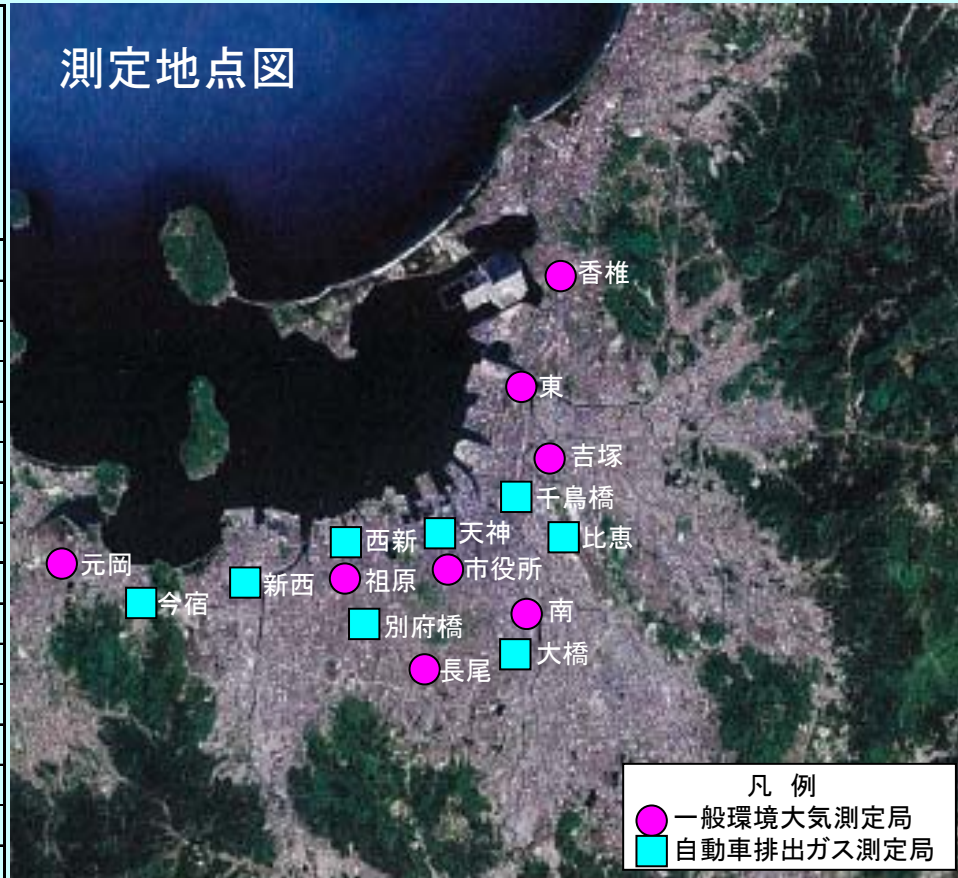 測定地点図
香椎
東
吉塚
千鳥橋
西新
天神
比恵
元岡
新西
祖原
市役所
今宿
別府橋
南
大橋
長尾
凡 例
一般環境大気測定局
自動車排出ガス測定局